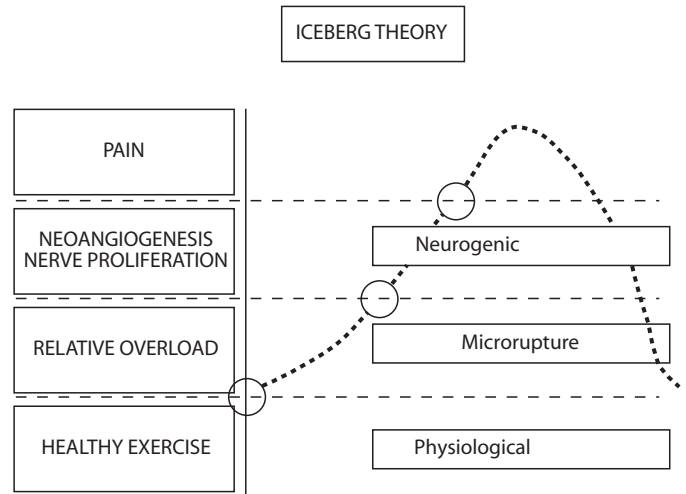 ICEBERG THEORY
PAIN
NEOANGIOGENESIS
NERVE PROLIFERATION
Neurogenic
RELATIVE OVERLOAD
Microrupture
HEALTHY EXERCISE
Physiological